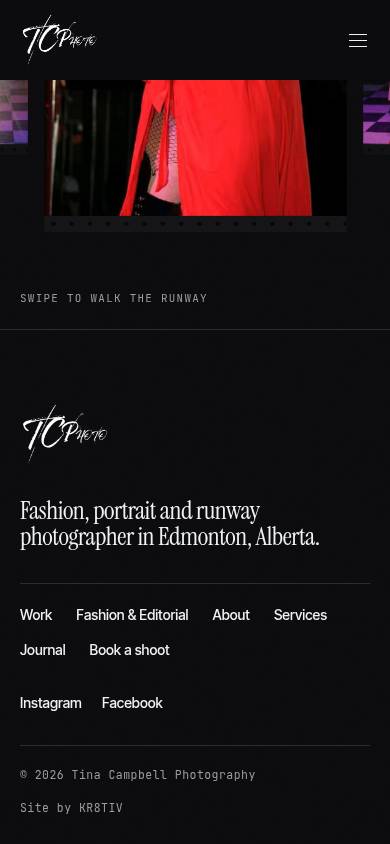 TCPHOTO
SWIPE TO WALK THE RUNWAY
TCPHOTO
Fashion, portrait and runway
photographer in Edmonton, Alberta.
Work Fashion & Editorial About Services
Journal Book a shoot
Instagram Facebook
© 2026 Tina Campbell Photography
Site by KR8TIV